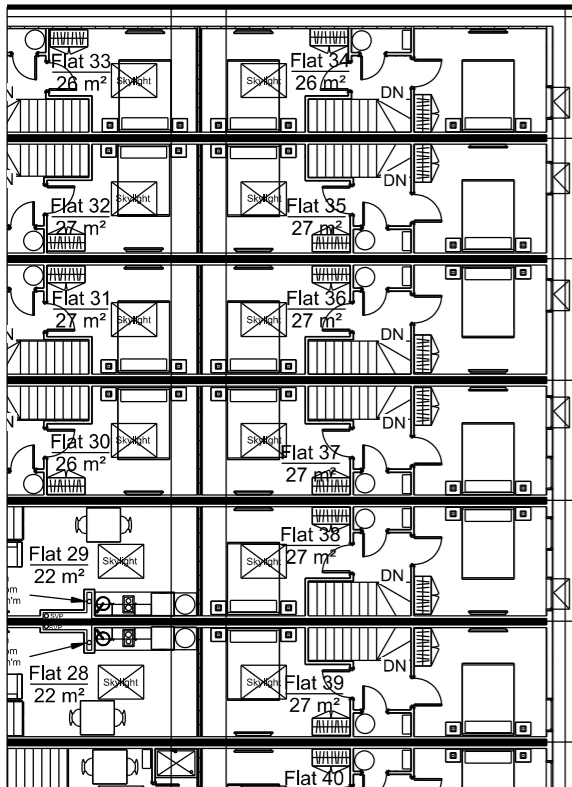 Flat 33
26 m²
Skylight
Skylight
Flat 34
26 m²
DN
DN
Flat 32
27 m²
Skylight
Skylight
Flat 35
27 m²
DN
Flat 31
27 m²
Skylight
Skylight
Flat 36
27 m²
DN
Flat 30
26 m²
Skylight
Skylight
Flat 37
27 m²
DN
Flat 29
22 m²
Skylight
Skylight
Flat 38
27 m²
DN
SVP
SVP
Flat 28
22 m²
Skylight
Skylight
Flat 39
27 m²
DN
Flat 40